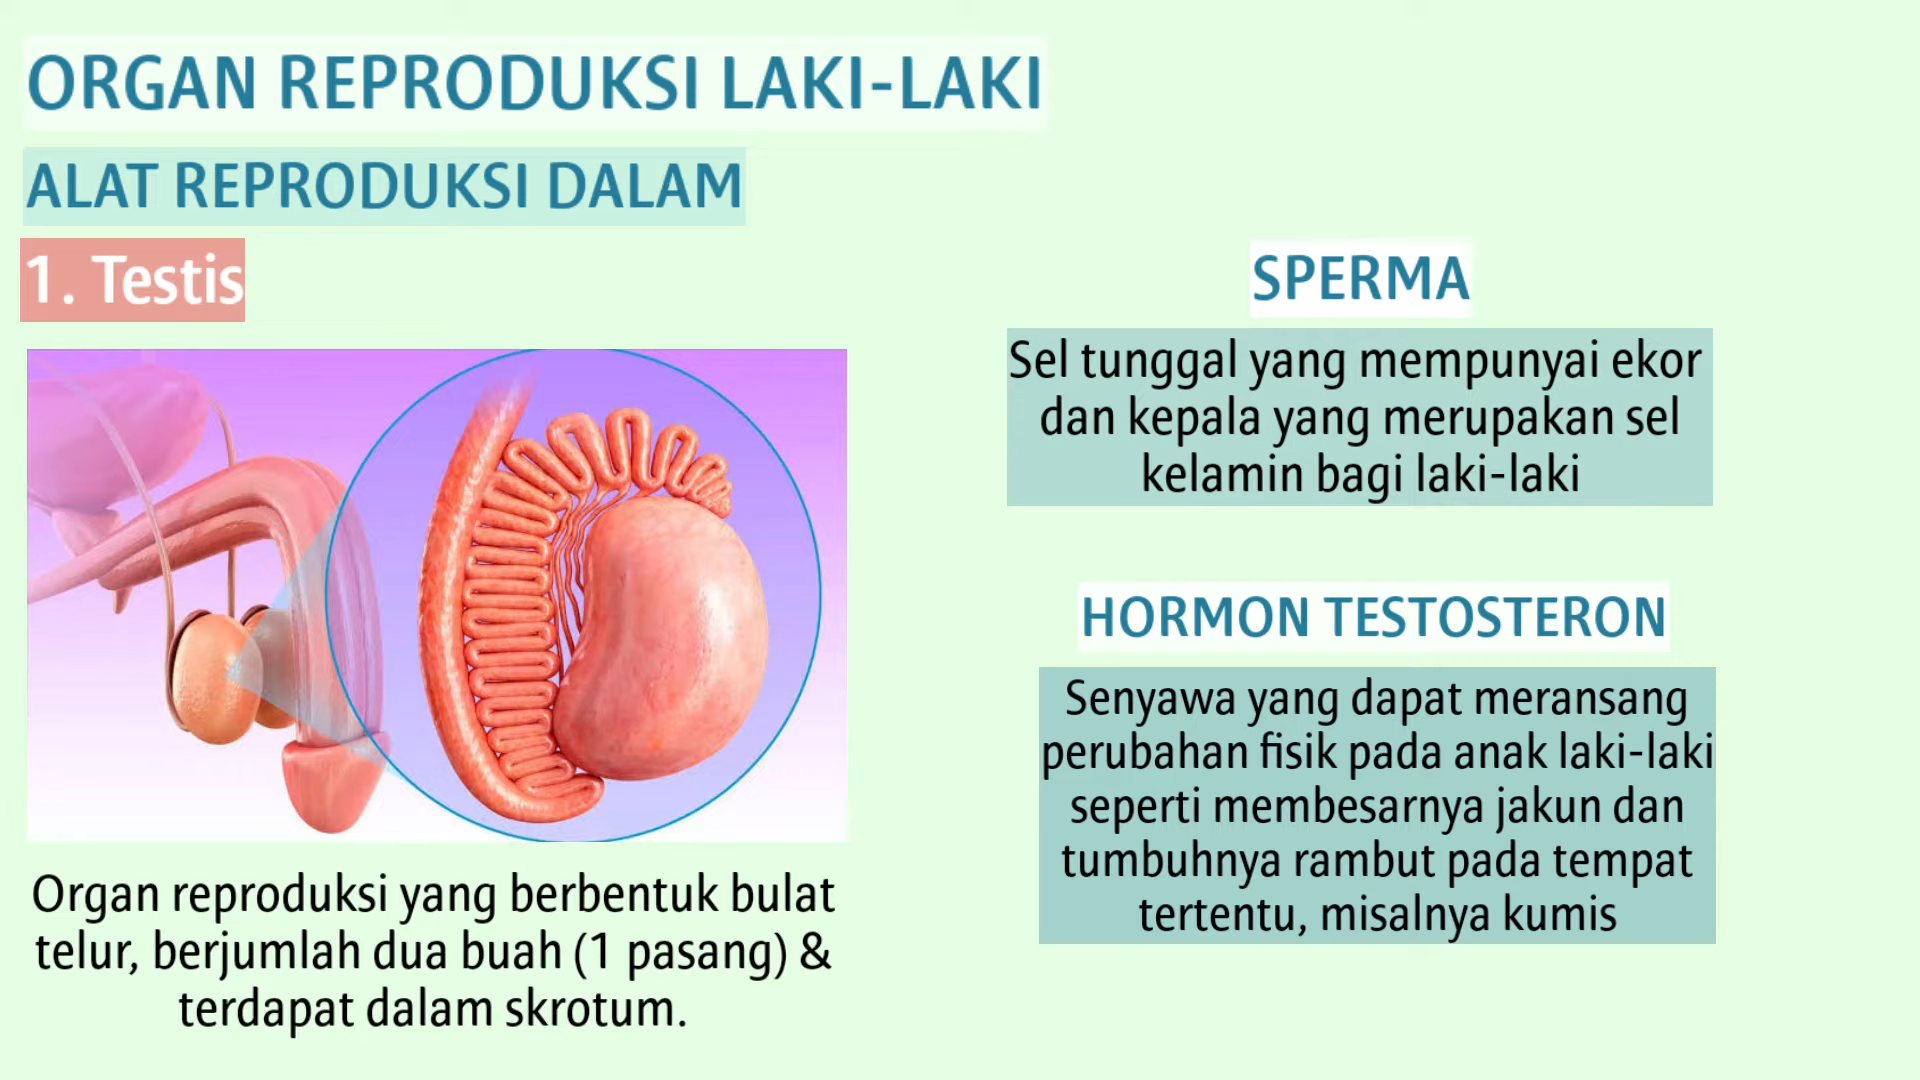 ORGAN REPRODUKSI LAKI-LAKI
ALAT REPRODUKSI DALAM
1. Testis
Organ reproduksi yang berbentuk bulat
telur, berjumlah dua buah (1 pasang) &
terdapat dalam skrotum.
SPERMA
Sel tunggal yang mempunyai ekor
dan kepala yang merupakan sel
kelamin bagi laki-laki
HORMON TESTOSTERON
Senyawa yang dapat meransang
perubahan fisik pada anak laki-laki
seperti membesarnya jakun dan
tumbuhnya rambut pada tempat
tertentu, misalnya kumis